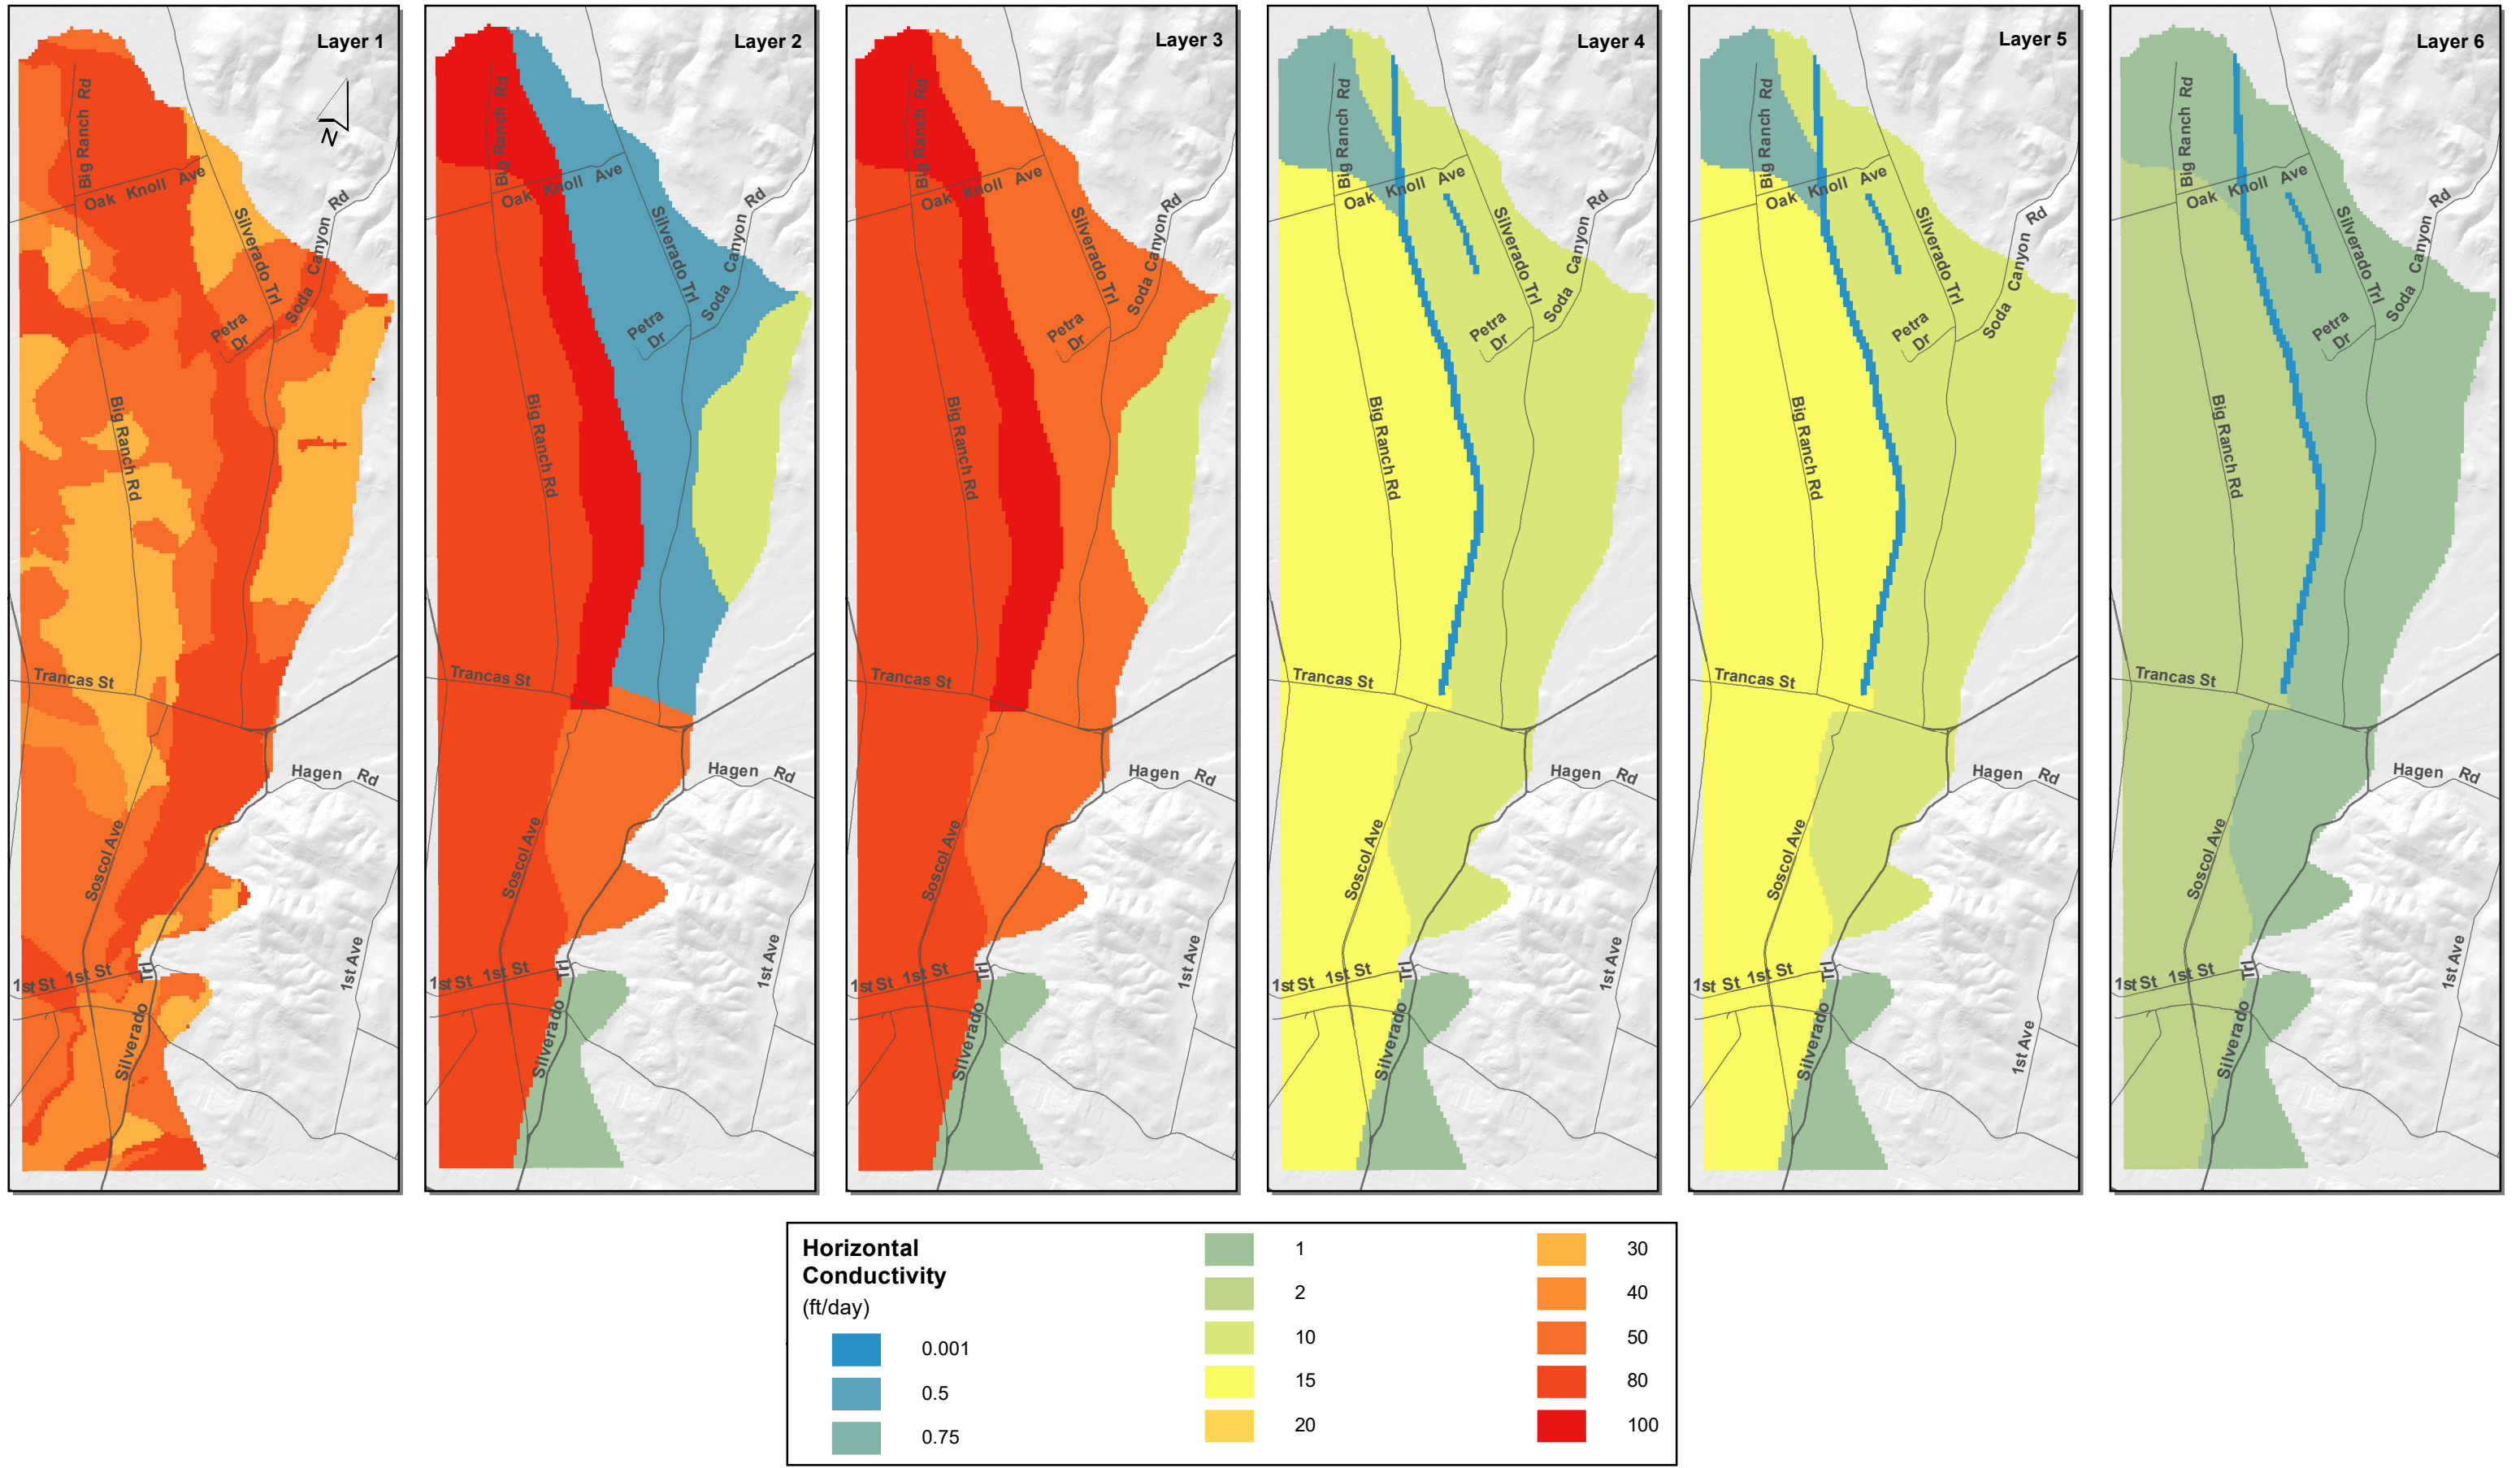 Layer 1
N
Big Ranch Rd
Oak Knoll Ave
Silverado Trl
Soda Canyon Rd
Petra
Dr
Big Ranch Rd
Trancas St
Hagen Rd
Soscol Ave
1st St
1st St
Trl
Silverado
1st Ave
Layer 2
Big Ranch Rd
Oak Knoll Ave
Silverado Trl
Soda Canyon Rd
Petra
Dr
Big Ranch Rd
Trancas St
Hagen Rd
Soscol Ave
1st St
1st St
Trl
Silverado
1st Ave
Layer 3
Big Ranch Rd
Oak Knoll Ave
Silverado Trl
Soda Canyon Rd
Petra
Dr
Big Ranch Rd
Trancas St
Hagen Rd
Soscol Ave
1st St
1st St
Trl
Silverado
1st Ave
Layer 4
Big Ranch Rd
Oak Knoll Ave
Silverado Trl
Soda Canyon Rd
Petra
Dr
Big Ranch Rd
Trancas St
Hagen Rd
Soscol Ave
1st St
1st St
Trl
Silverado
1st Ave
Layer 5
Big Ranch Rd
Oak Knoll Ave
Silverado Trl
Soda Canyon Rd
Petra
Dr
Big Ranch Rd
Trancas St
Hagen Rd
Soscol Ave
1st St
1st St
Trl
Silverado
1st Ave
Layer 6
Big Ranch Rd
Oak Knoll Ave
Silverado Trl
Soda Canyon Rd
Petra
Dr
Big Ranch Rd
Trancas St
Hagen Rd
Soscol Ave
1st St
1st St
Trl
Silverado
1st Ave
Horizontal
Conductivity
(ft/day)
0.001
0.5
0.75
1
2
10
15
20
30
40
50
80
100